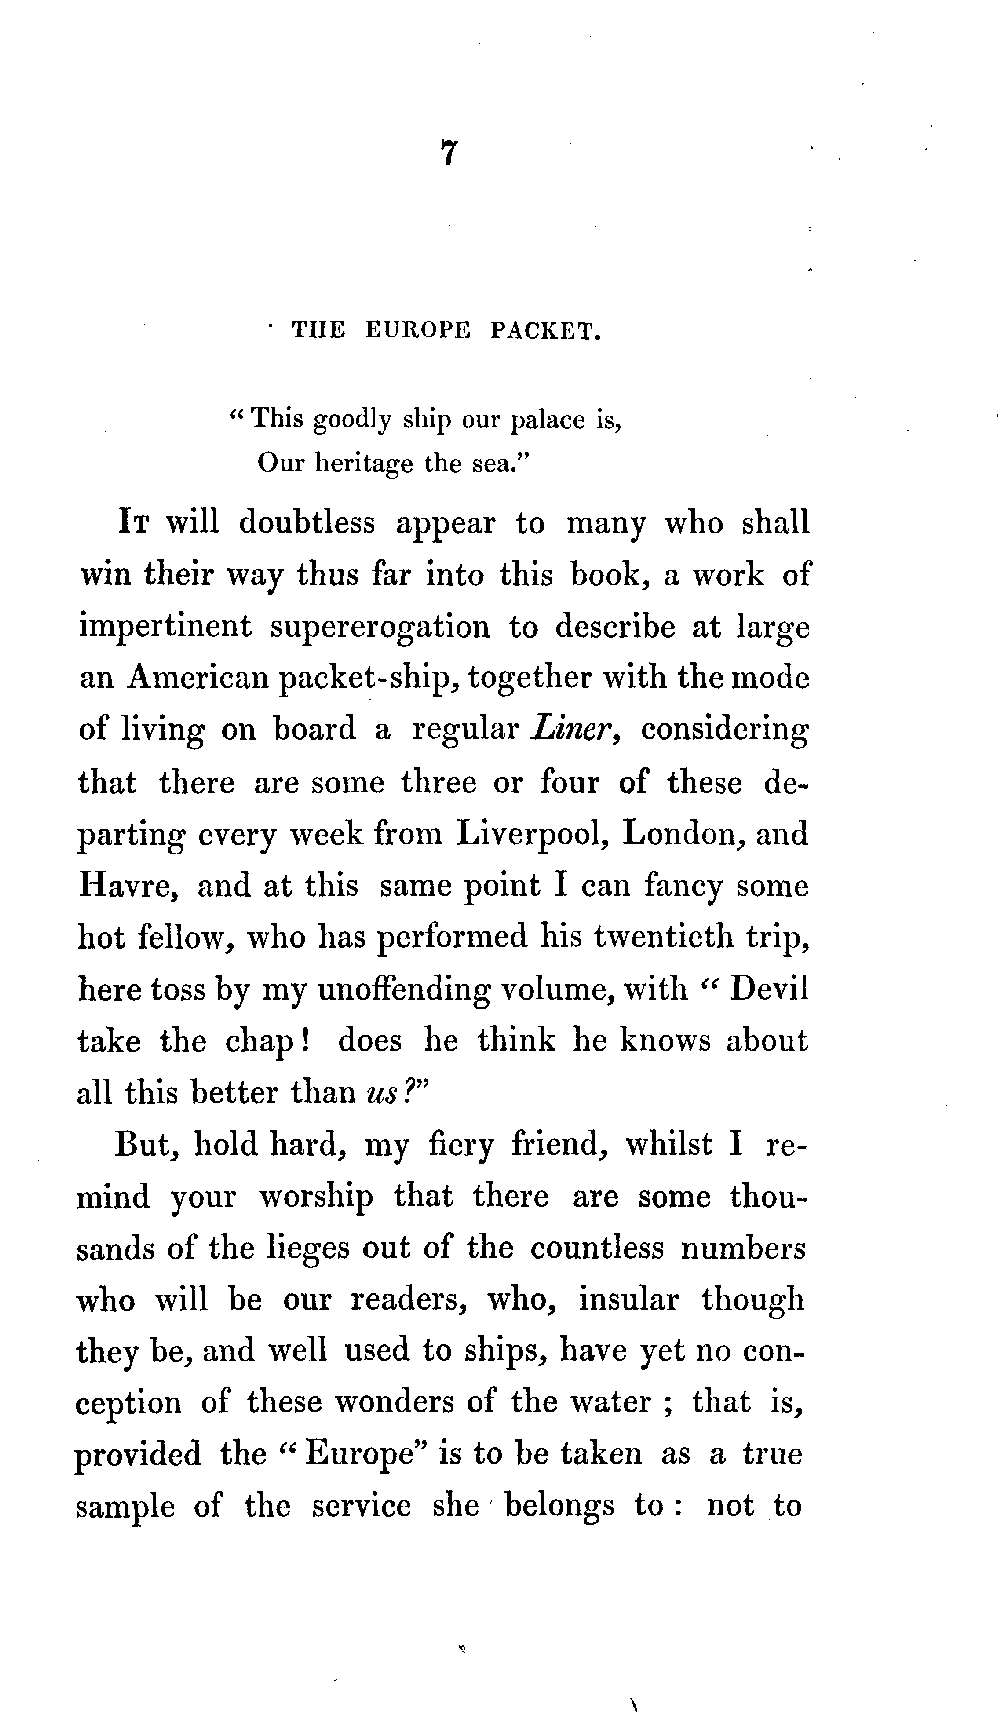 7
THE EUROPE PACKET.
“ This goodly ship our palace is,
Our heritage the sea.”
IT will doubtless appear to many who shall
win their way thus far into this book, a work of
impertinent supererogation to describe at large
an American packet-ship, together with the mode
of living on board a regular Liner, considering
that there are some three or four of these de-
parting every week from Liverpool, London, and
Havre, and at this same point I can fancy some
hot fellow, who has performed his twentieth trip,
here toss by my unoffending volume, with “ Devil
take the chap! does he think he knows about
all this better than us?”
But, hold hard, my fiery friend, whilst I re-
mind your worship that there are some thou-
sands of the lieges out of the countless numbers
who will be our readers, who, insular though
they be, and well used to ships, have yet no con-
ception of these wonders of the water ; that is,
provided the “ Europe” is to be taken as a true
sample of the service she belongs to : not to